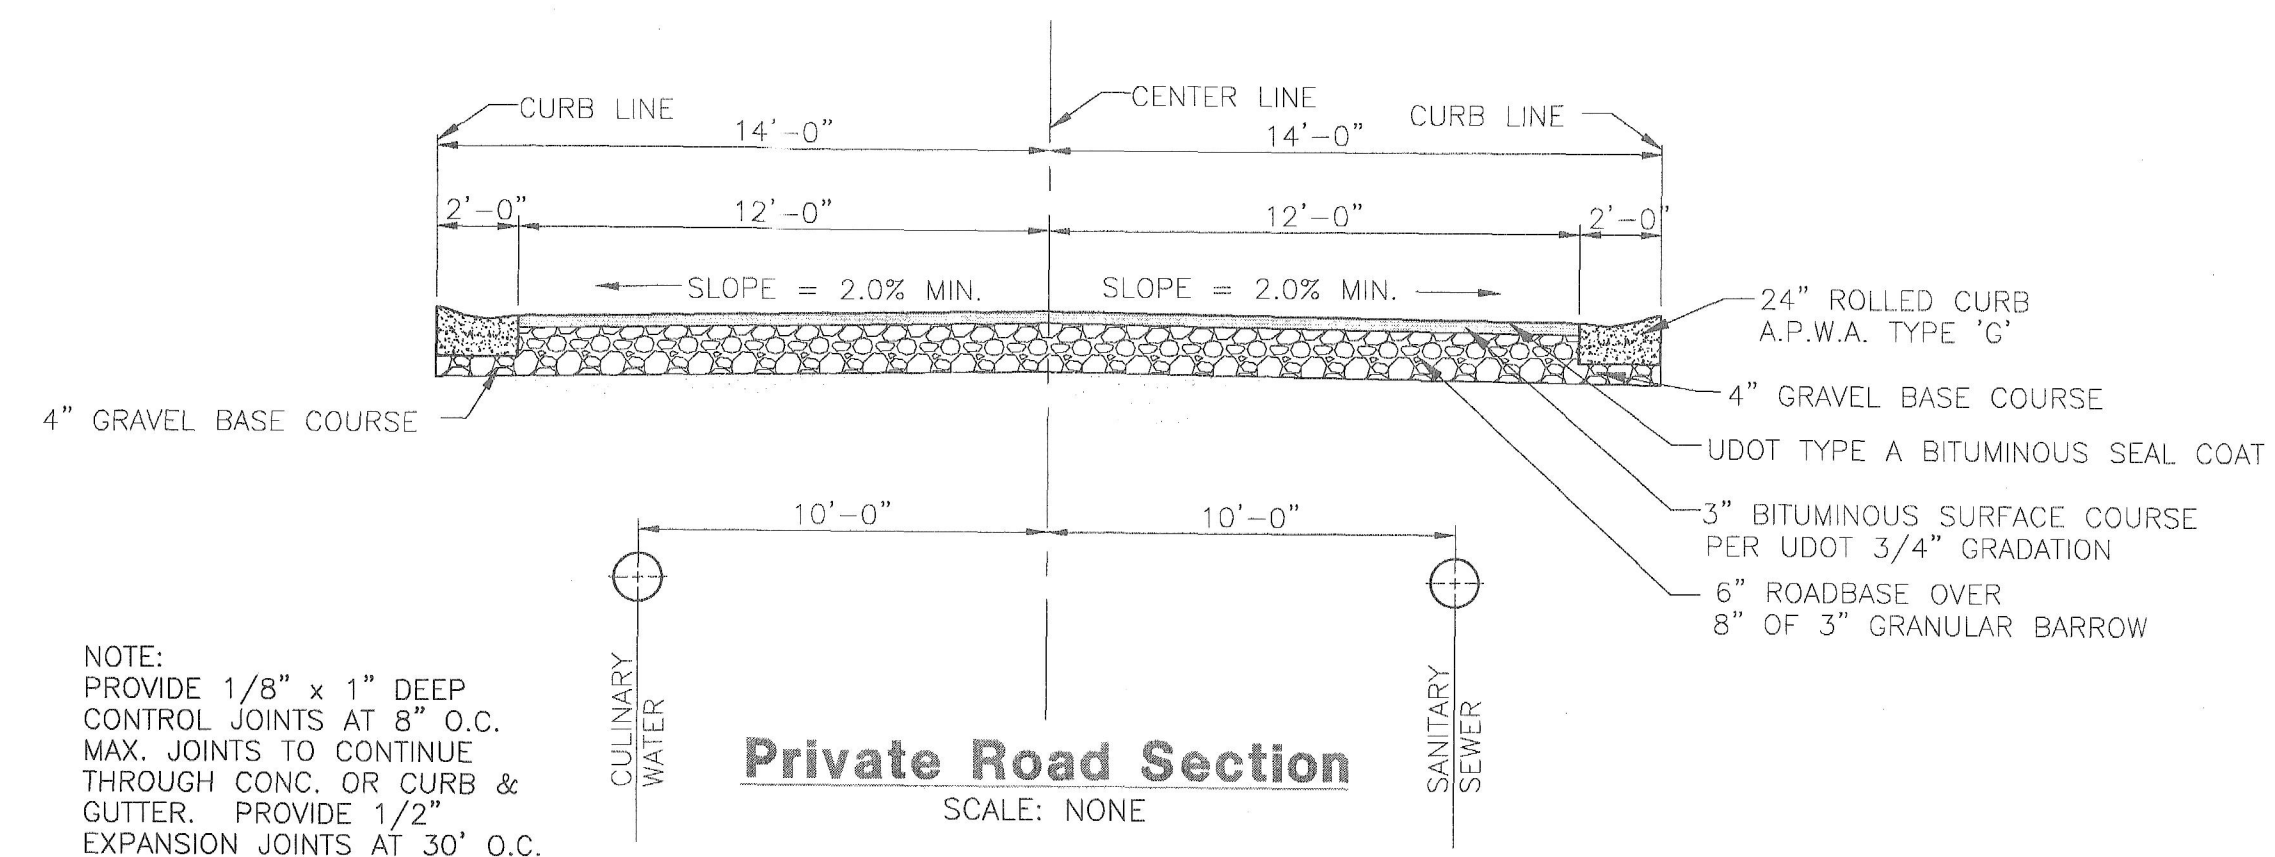 CURB LINE
CENTER LINE
CURB LINE
14'-0"
14'-0"
2'-0"
12'-0"
12'-0"
2'-0"
SLOPE = 2.0% MIN.
SLOPE = 2.0% MIN.
24" ROLLED CURB
A.P.W.A. TYPE 'G'
4" GRAVEL BASE COURSE
4" GRAVEL BASE COURSE
UDOT TYPE A BITUMINOUS SEAL COAT
10'-0"
10'-0"
3" BITUMINOUS SURFACE COURSE
PER UDOT 3/4" GRADATION
6" ROADBASE OVER
8" OF 3" GRANULAR BARROW
NOTE:
PROVIDE 1/8" x 1" DEEP
CONTROL JOINTS AT 8" O.C.
MAX. JOINTS TO CONTINUE
THROUGH CONC. OR CURB &
GUTTER. PROVIDE 1/2"
EXPANSION JOINTS AT 30' O.C.
CULINARY
WATER
SANITARY
SEWER
Private Road Section
SCALE: NONE